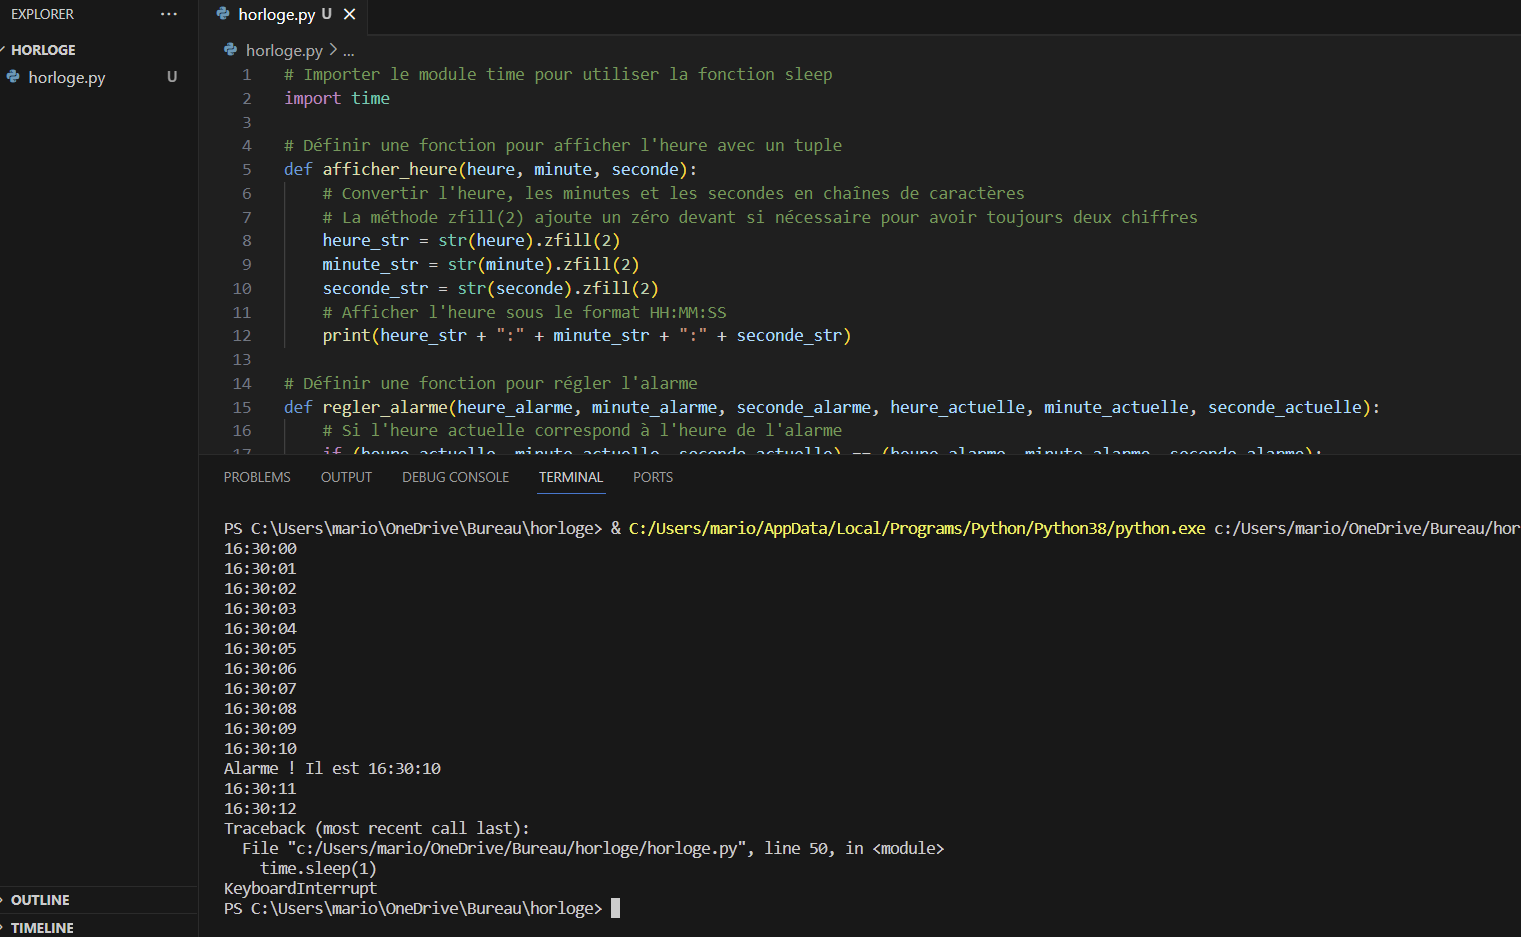 EXPLORER ...
HORLOGE
horloge.py U
OUTLINE
TIMELINE
horloge.py U
horloge.py > ...
1 # Importer le module time pour utiliser la fonction sleep
2 import time
3
4 # Définir une fonction pour afficher l'heure avec un tuple
5 def afficher_heure(heure, minute, seconde):
6 # Convertir l'heure, les minutes et les secondes en chaînes de caractères
7 # La méthode zfill(2) ajoute un zéro devant si nécessaire pour avoir toujours deux chiffres
8 heure_str = str(heure).zfill(2)
9 minute_str = str(minute).zfill(2)
10 seconde_str = str(seconde).zfill(2)
11 # Afficher l'heure sous le format HH:MM:SS
12 print(heure_str + ":" + minute_str + ":" + seconde_str)
13
14 # Définir une fonction pour régler l'alarme
15 def regler_alarme(heure_alarme, minute_alarme, seconde_alarme, heure_actuelle, minute_actuelle, seconde_actuelle):
16 # Si l'heure actuelle correspond à l'heure de l'alarme
17 if (heure_actuelle, minute_actuelle, seconde_actuelle) == (heure_alarme, minute_alarme, seconde_alarme):
PROBLEMS OUTPUT DEBUG CONSOLE TERMINAL PORTS
PS C:\Users\mario\OneDrive\Bureau\horloge> & C:/Users/mario/AppData/Local/Programs/Python/Python38/python.exe c:/Users/mario/OneDrive/Bureau/hor
16:30:00
16:30:01
16:30:02
16:30:03
16:30:04
16:30:05
16:30:06
16:30:07
16:30:08
16:30:09
16:30:10
Alarme ! Il est 16:30:10
16:30:11
16:30:12
Traceback (most recent call last):
File "c:/Users/mario/OneDrive/Bureau/horloge/horloge.py", line 50, in <module>
time.sleep(1)
KeyboardInterrupt
PS C:\Users\mario\OneDrive\Bureau\horloge>